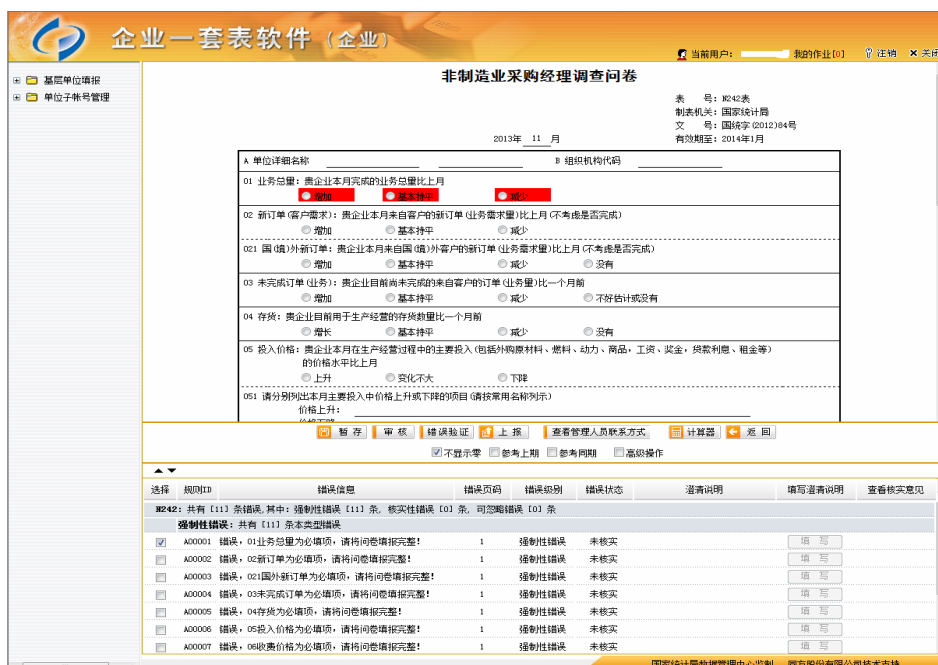 企业一套表软件（企业）
当前用户： 我的作业[0] 注销 ×关闭
基层单位填报
单位子帐号管理
非制造业采购经理调查问卷
表 号：N242表
制表机关：国家统计局
文 号：国统字(2012)84号
2013年 11 月 有效期至：2014年1月
A 单位详细名称 B 组织机构代码
01 业务总量：贵企业本月完成的业务总量比上月
增加 基本持平 减少
02 新订单(客户需求)：贵企业本月来自客户的新订单(业务需求量)比上月(不考虑是否完成)
增加 基本持平 减少
021 国(境)外新订单：贵企业本月来自国(境)外客户的新订单(业务需求量)比上月(不考虑是否完成)
增加 基本持平 减少 没有
03 未完成订单(业务)：贵企业目前尚未完成的来自客户的订单(业务量)比一个月前
增加 基本持平 减少 不好估计或没有
04 存货：贵企业目前用于生产经营的存货数量比一个月前
增长 基本持平 减少 没有
05 投入价格：贵企业本月在生产经营过程中的主要投入(包括外购原材料、燃料、动力、商品，工资、奖金，贷款利息、租金等)
的价格水平比上月
上升 变化不大 下降
051 请分别列出本月主要投入中价格上升或下降的项目(请按常用名称列示)
价格上升：
暂 存 审 核 错误验证 上 报 查看管理人员联系方式 计算器 返 回
不显示零 参考上期 参考同期 高级操作
选择 规则ID 错误信息 错误页码 错误级别 错误状态 澄清说明 填写澄清说明 查看核实意见
N242：共有 [11] 条错误,其中：强制性错误 [11] 条, 核实性错误 [0] 条, 可忽略错误 [0] 条
强制性错误：共有 [11] 条本类型错误
A00001 错误，01业务总量为必填项，请将问卷填报完整! 1 强制性错误 未核实 填 写
A00002 错误，02新订单为必填项，请将问卷填报完整! 1 强制性错误 未核实 填 写
A00003 错误，021国外新订单为必填项，请将问卷填报完整! 1 强制性错误 未核实 填 写
A00004 错误，03未完成订单为必填项，请将问卷填报完整! 1 强制性错误 未核实 填 写
A00005 错误，04存货为必填项，请将问卷填报完整! 1 强制性错误 未核实 填 写
A00006 错误，05投入价格为必填项，请将问卷填报完整! 1 强制性错误 未核实 填 写
A00007 错误，06收费价格为必填项，请将问卷填报完整! 1 强制性错误 未核实 填 写
国家统计局数据管理中心监制 同方股份有限公司技术支持